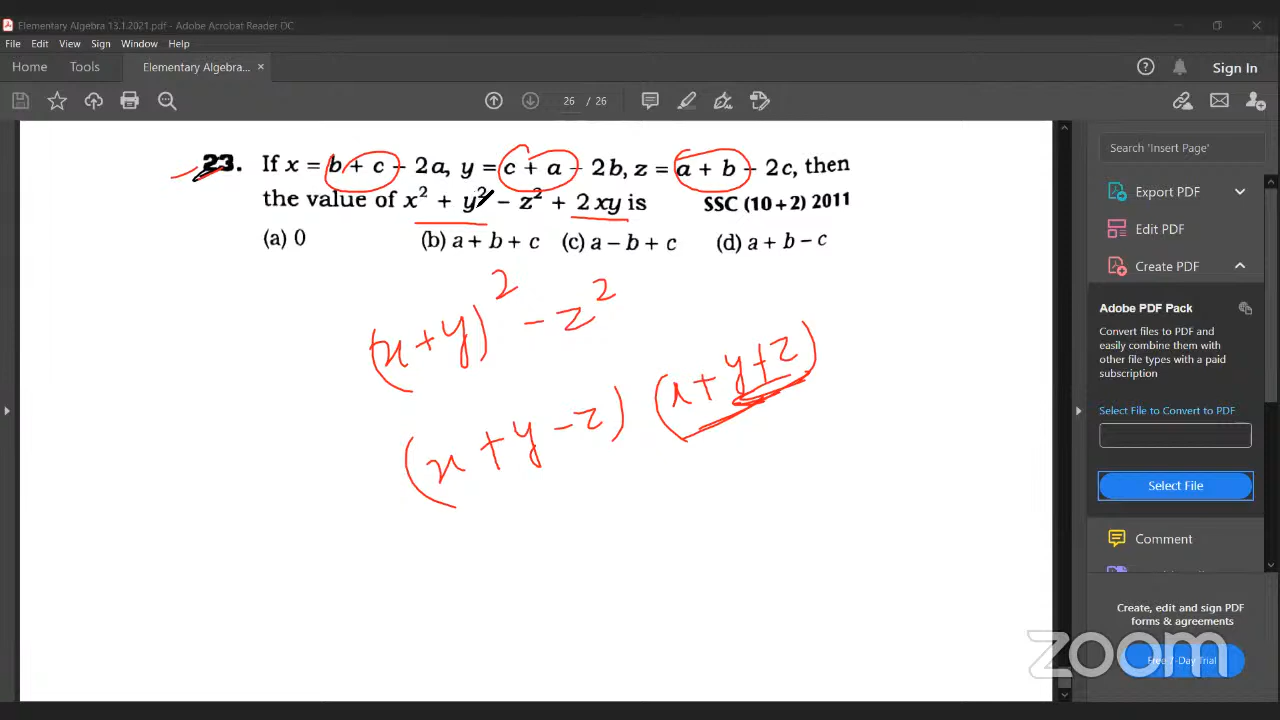 Elementary Algebra 13.1.2021.pdf - Adobe Acrobat Reader DC
File Edit View Sign Window Help
Home Tools Elementary Algebra... × Sign In
26 / 26
23. If x = b + c - 2a, y = c + a - 2b, z = a + b - 2c, then
the value of x² + y² - z² + 2xy is SSC (10+2) 2011
(a) 0 (b) a + b + c (c) a - b + c (d) a + b - c
(x+y)² - z²
(x+y-z) (x+y+z)
Search 'Insert Page'
Export PDF
Edit PDF
Create PDF
Adobe PDF Pack
Convert files to PDF and
easily combine them with
other file types with a paid
subscription
Select File to Convert to PDF
Select File
Comment
Create, edit and sign PDF
forms & agreements
Free 7-Day Trial
zoom